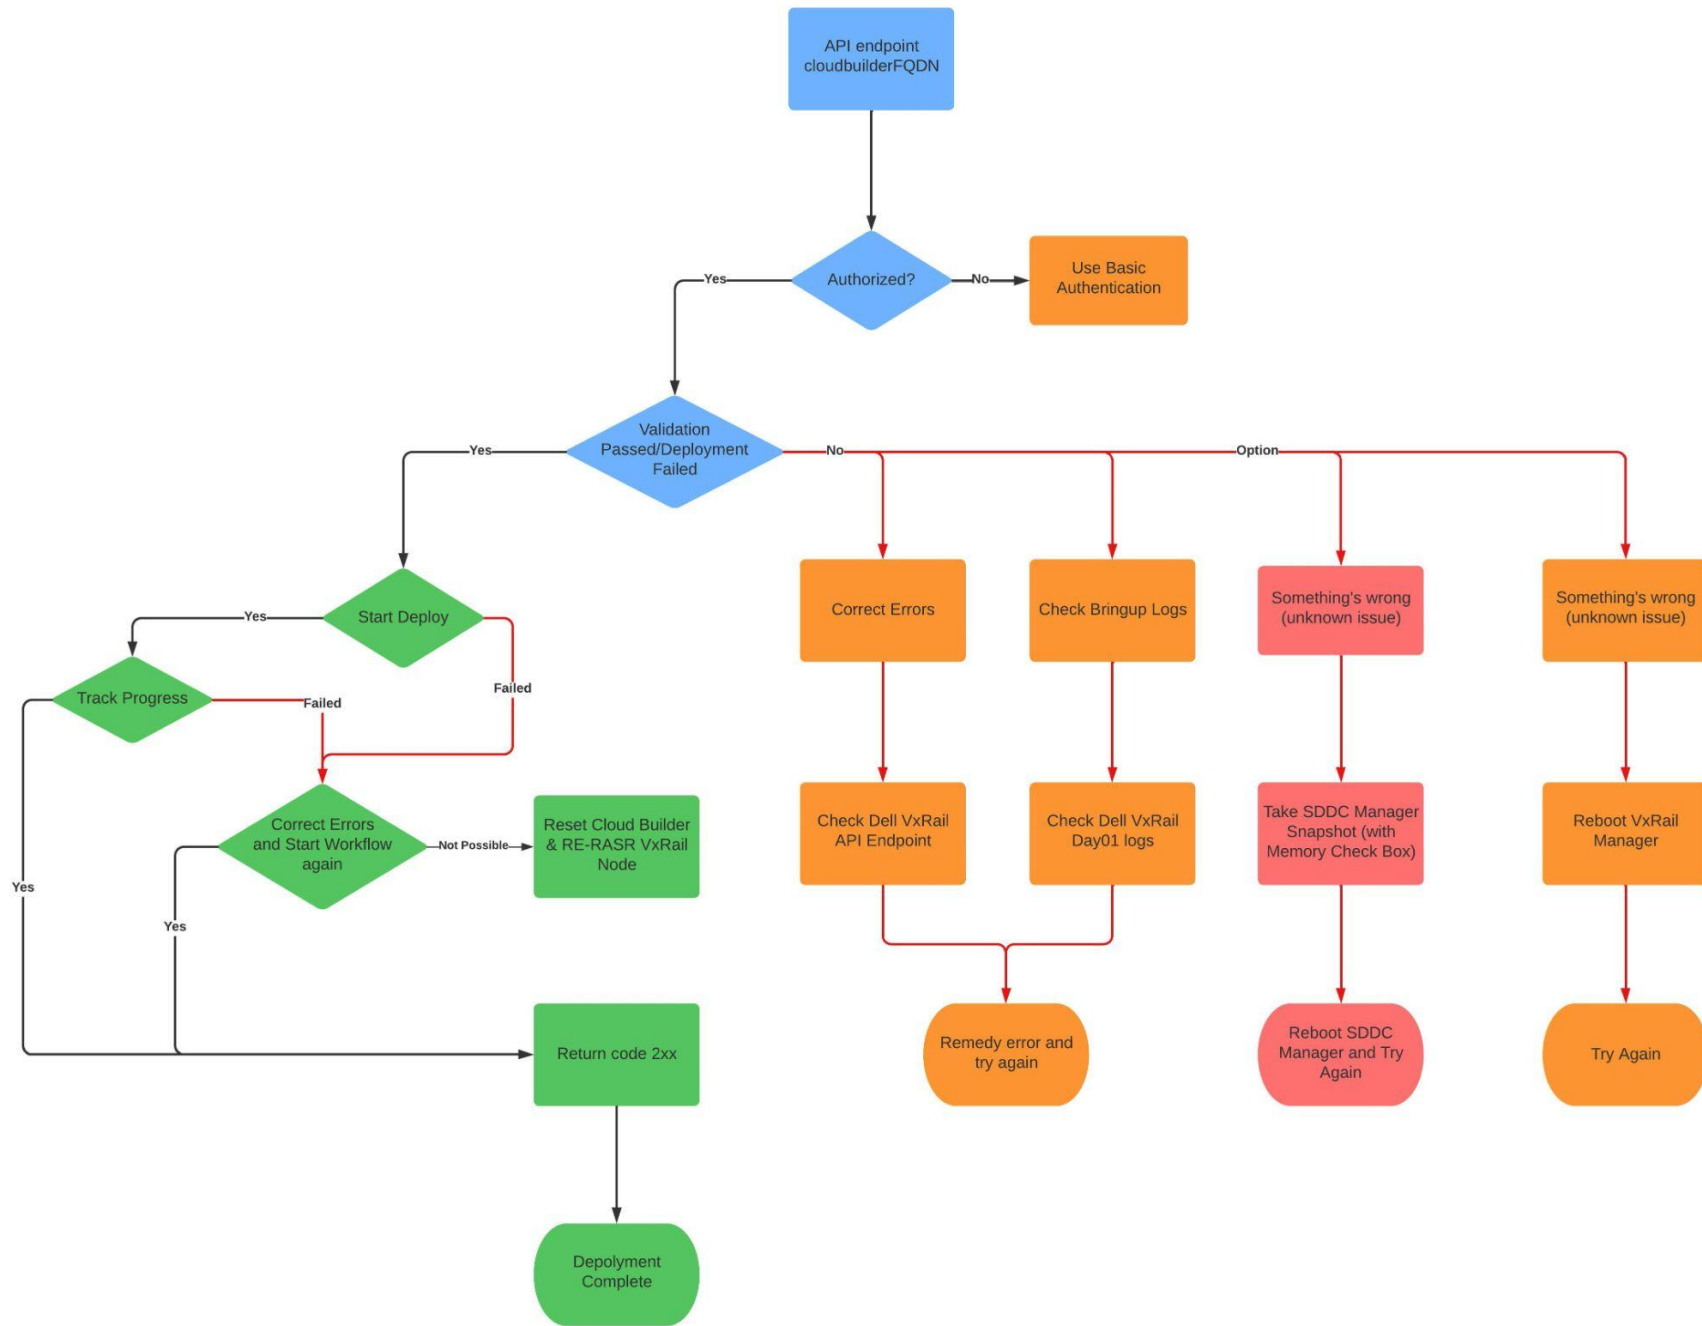 API endpoint
cloudbuilderFQDN
Authorized?
Yes
No
Use Basic
Authentication
Validation
Passed/Deployment
Failed
Yes
No
Option
Start Deploy
Yes
Failed
Track Progress
Failed
Yes
Correct Errors
and Start Workflow
again
Not Possible
Yes
Reset Cloud Builder
& RE-RASR VxRail
Node
Return code 2xx
Depolyment
Complete
Correct Errors
Check Dell VxRail
API Endpoint
Check Bringup Logs
Check Dell VxRail
Day01 logs
Remedy error and
try again
Something's wrong
(unknown issue)
Take SDDC Manager
Snapshot (with
Memory Check Box)
Reboot SDDC
Manager and Try
Again
Something's wrong
(unknown issue)
Reboot VxRail
Manager
Try Again